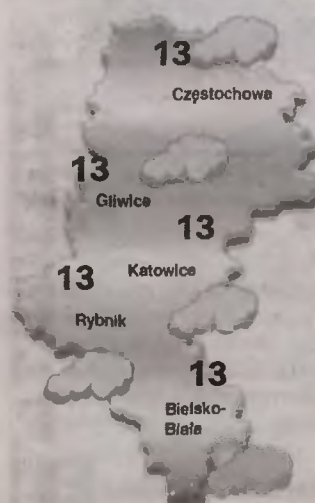 13
Częstochowa
13
Gliwice
13
Katowice
13
Rybnik
13
Bielsko-
Biała